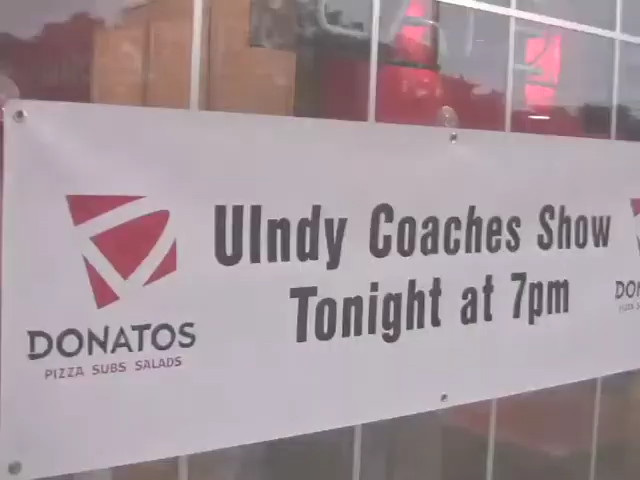 UIndy Coaches Show
Tonight at 7pm
DONATOS
PIZZA SUBS SALADS